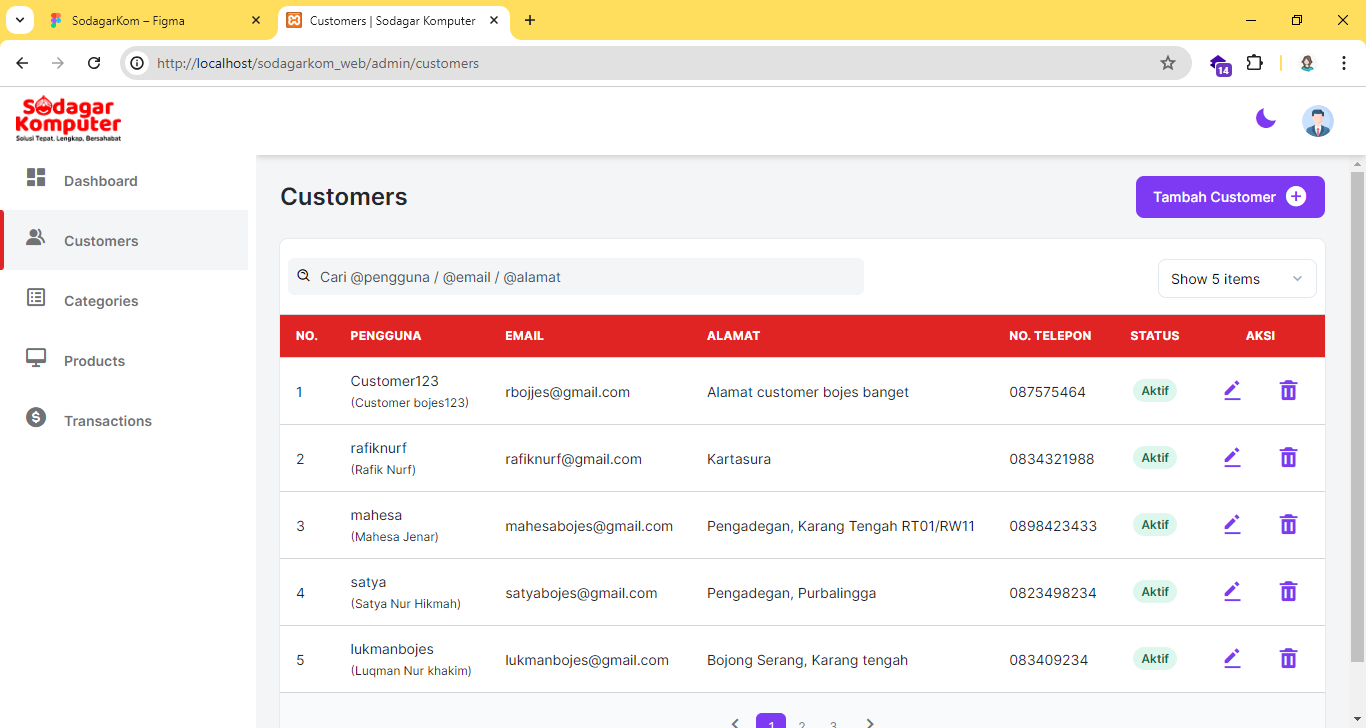 SodagarKom – Figma
Customers | Sodagar Komputer
http://localhost/sodagarkom_web/admin/customers
14
Sodagar
Komputer
Solusi Tepat, Lengkap, Bersahabat
Dashboard
Customers
Categories
Products
Transactions
Customers
Tambah Customer
Cari @pengguna / @email / @alamat
Show 5 items
NO. PENGGUNA EMAIL ALAMAT NO. TELEPON STATUS AKSI
1 Customer123 rbojjes@gmail.com Alamat customer bojes banget 087575464 Aktif
(Customer bojes123)
2 rafiknurf rafiknurf@gmail.com Kartasura 0834321988 Aktif
(Rafik Nurf)
3 mahesa mahesabojes@gmail.com Pengadegan, Karang Tengah RT01/RW11 0898423433 Aktif
(Mahesa Jenar)
4 satya satyabojes@gmail.com Pengadegan, Purbalingga 0823498234 Aktif
(Satya Nur Hikmah)
5 lukmanbojes lukmanbojes@gmail.com Bojong Serang, Karang tengah 083409234 Aktif
(Luqman Nur khakim)
1 2 3